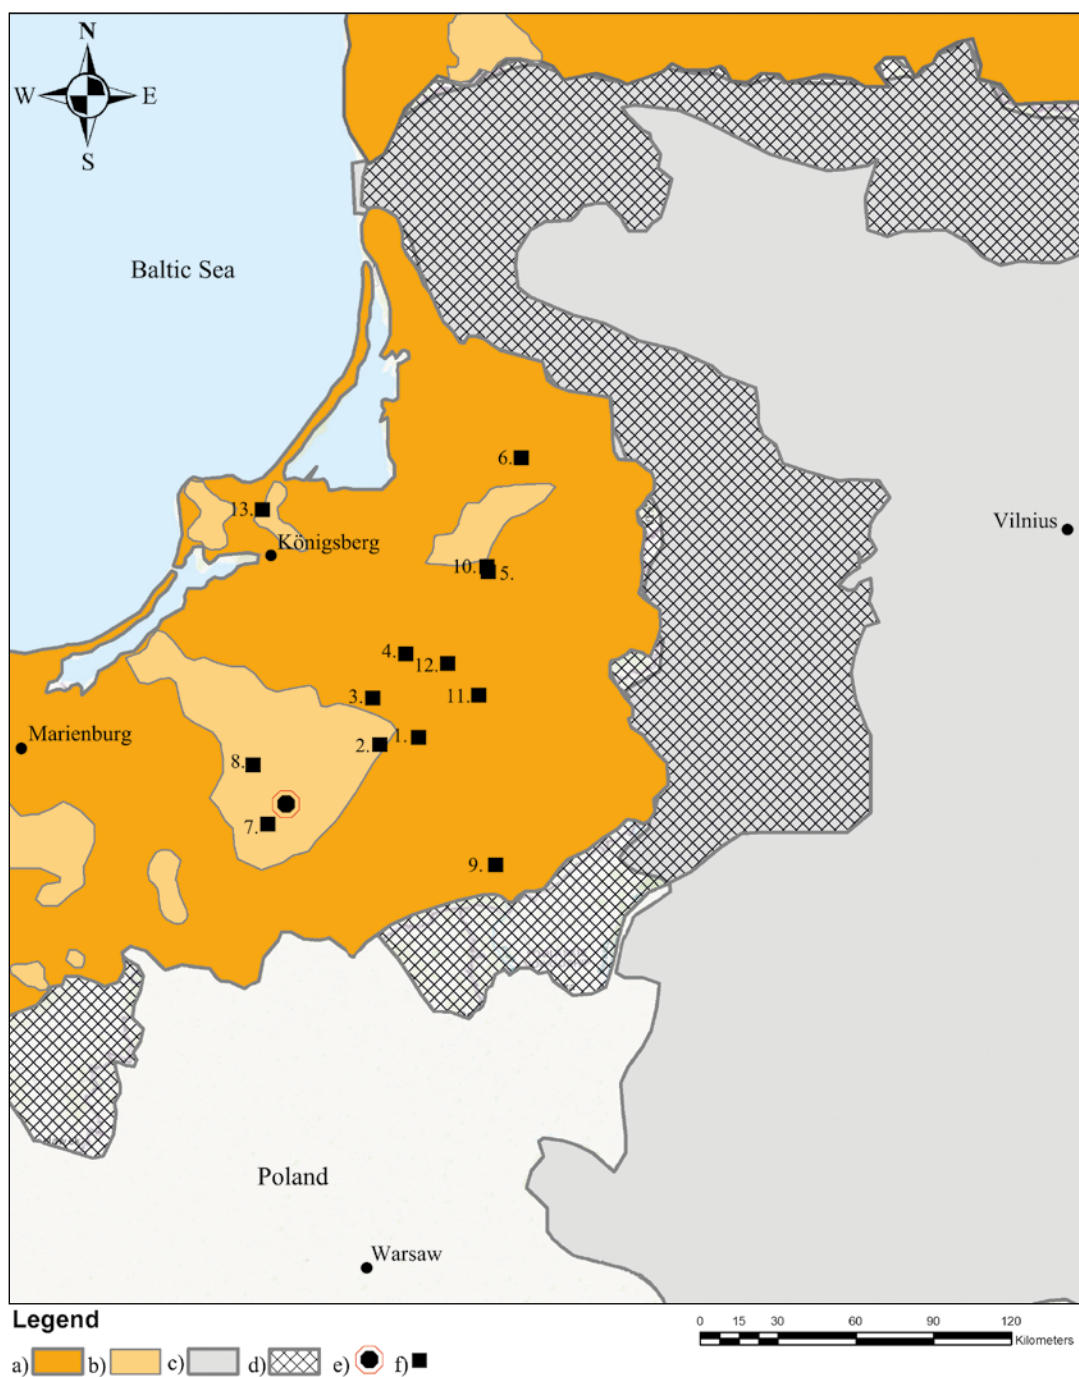 N
W E
S
Baltic Sea
6.
13.
Vilnius
Königsberg
10.
5.
4.
12.
3.
11.
Marienburg
1.
2.
8.
7.
9.
Poland
Warsaw
Legend
0 15 30 60 90 120
Kilometers
a) b) c) d) e) f)